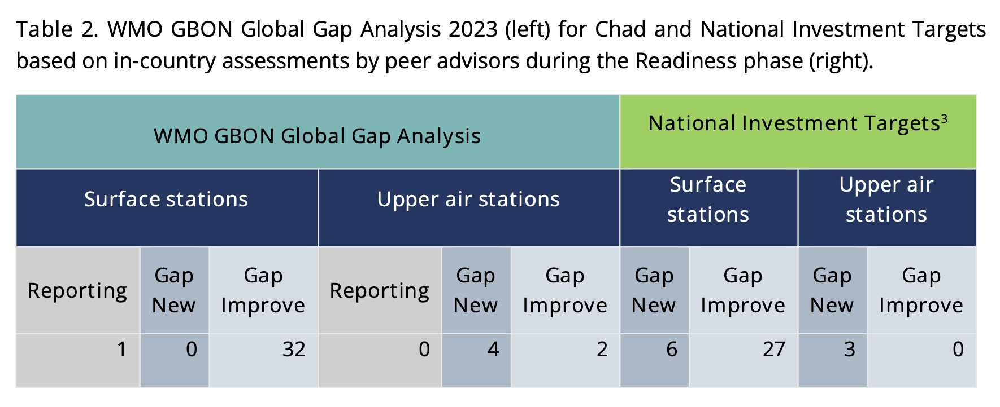 Table 2. WMO GBON Global Gap Analysis 2023 (left) for Chad and National Investment Targets
based on in-country assessments by peer advisors during the Readiness phase (right).
WMO GBON Global Gap Analysis
National Investment Targets³
Surface stations
Upper air stations
Surface
stations
Upper air
stations
Reporting
Gap
New
Gap
Improve
Reporting
Gap
New
Gap
Improve
Gap
New
Gap
Improve
Gap
New
Gap
Improve
1 0 32 0 4 2 6 27 3 0